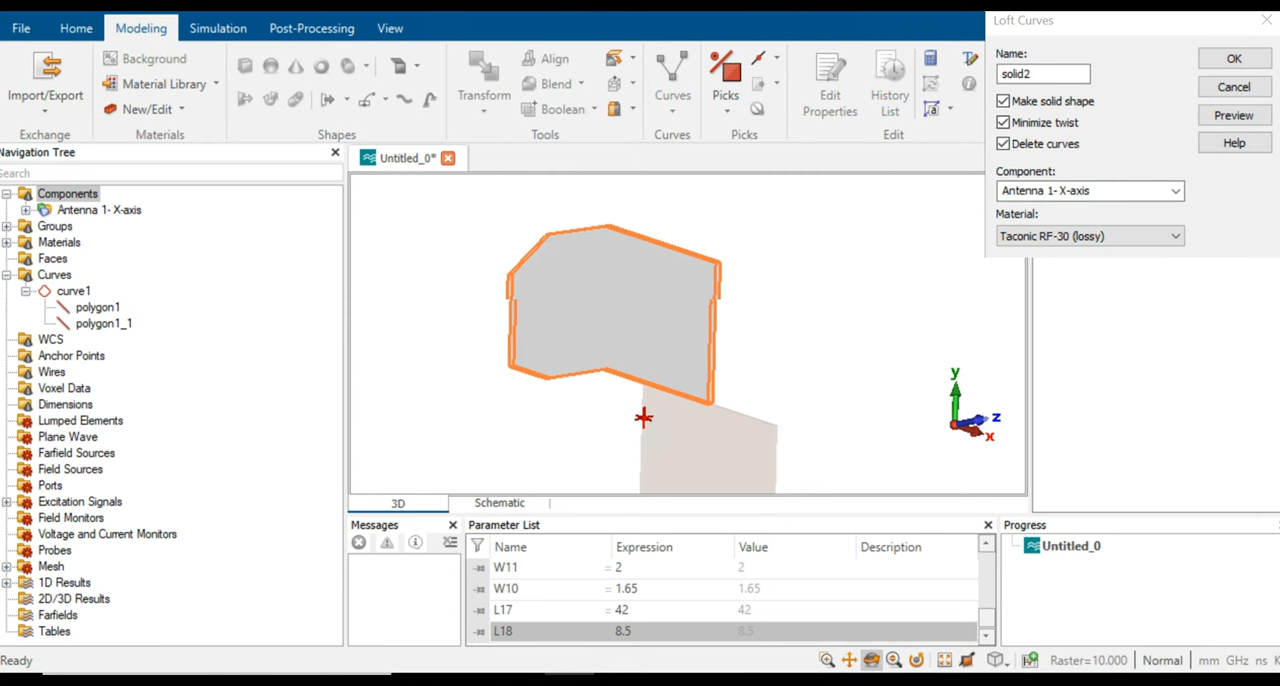 File Home Modeling Simulation Post-Processing View
Import/Export
Exchange
Background
Material Library
New/Edit
Materials
Shapes
Transform
Align
Blend
Boolean
Tools
Curves
Curves
Picks
Picks
Edit Properties
History List
Edit
Loft Curves
Name:
solid2
Make solid shape
Minimize twist
Delete curves
Component:
Antenna 1- X-axis
Material:
Taconic RF-30 (lossy)
OK
Cancel
Preview
Help
Navigation Tree
Search
Components
Antenna 1- X-axis
Groups
Materials
Faces
Curves
curve1
polygon1
polygon1_1
WCS
Anchor Points
Wires
Voxel Data
Dimensions
Lumped Elements
Plane Wave
Farfield Sources
Field Sources
Ports
Excitation Signals
Field Monitors
Voltage and Current Monitors
Probes
Mesh
1D Results
2D/3D Results
Farfields
Tables
Untitled_0*
y
z
x
3D Schematic
Messages
Parameter List
Name Expression Value Description
W11 = 2 2
W10 = 1.65 1.65
L17 = 42 42
L18 8.5 8.5
Progress
Untitled_0
Ready
Raster=10.000 Normal mm GHz ns K